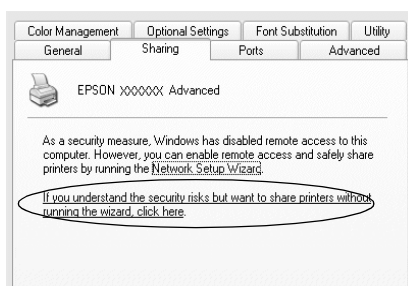 Color Management Optional Settings Font Substitution Utility
General Sharing Ports Advanced
EPSON XXXXXX Advanced
As a security measure, Windows has disabled remote access to this
computer. However, you can enable remote access and safely share
printers by running the Network Setup Wizard.
If you understand the security risks but want to share printers without
running the wizard, click here.